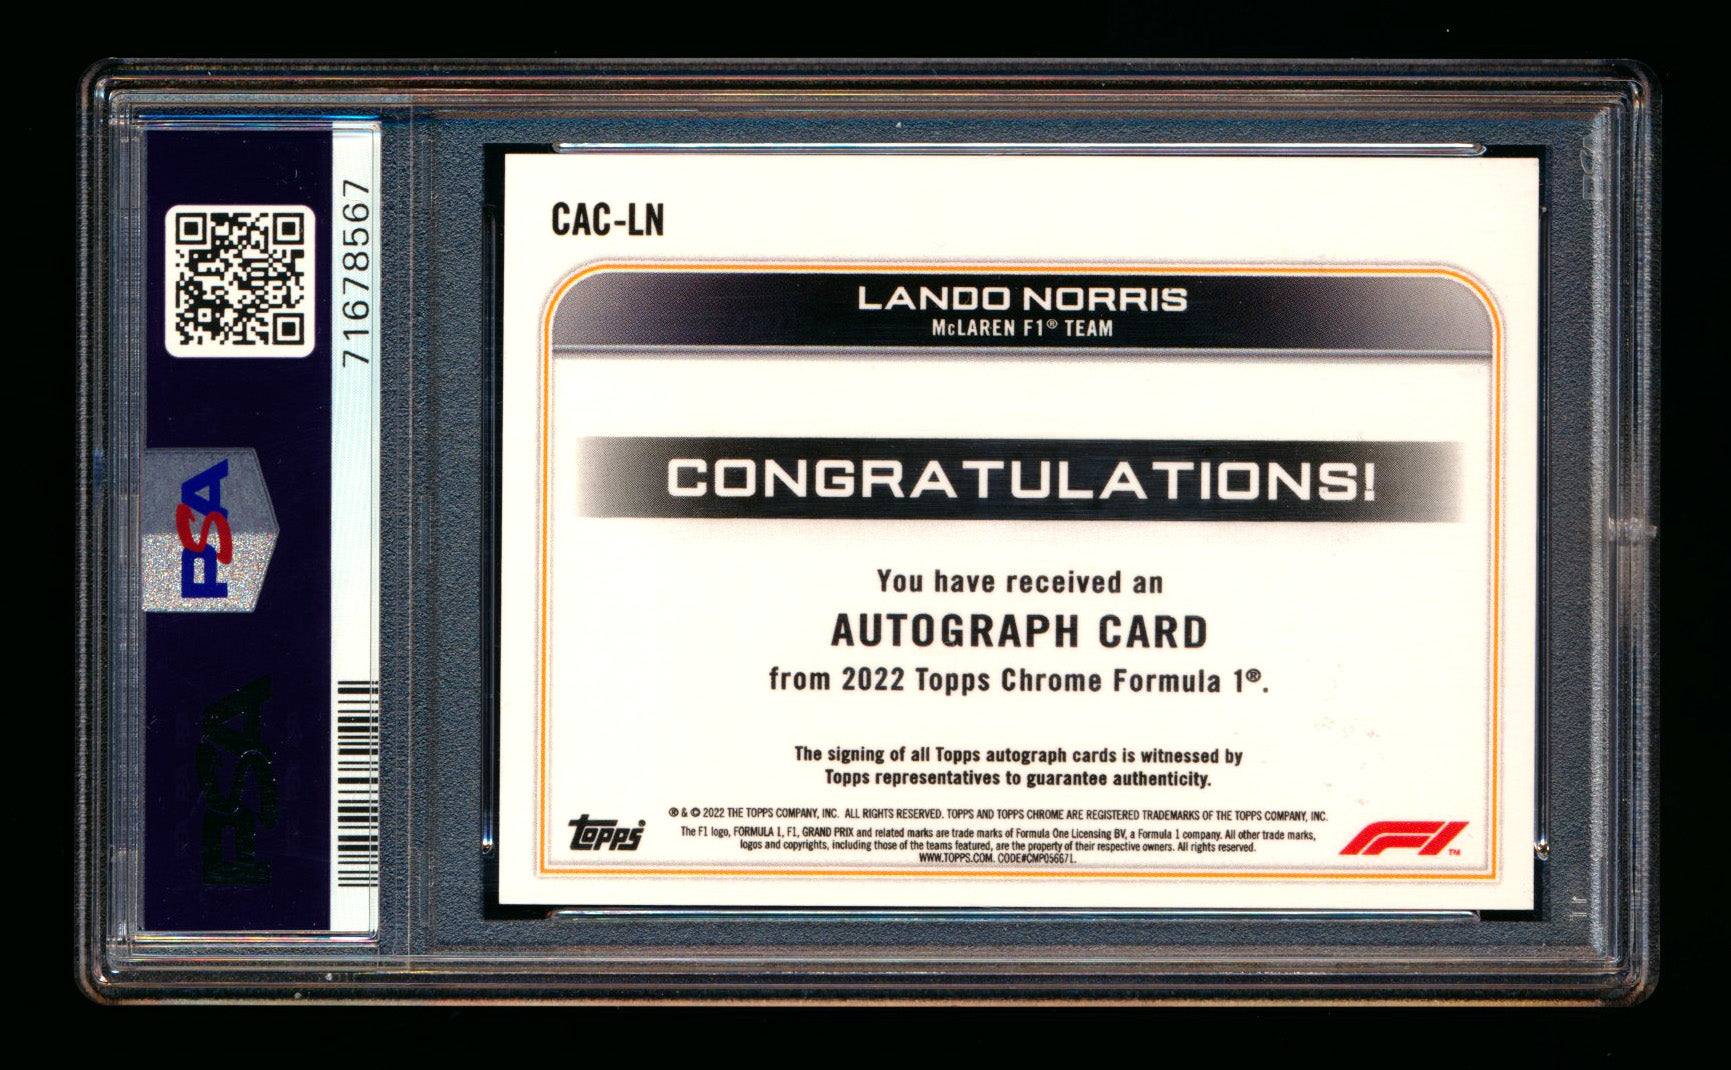 71678567
PSA
PSA
CAC-LN
LANDO NORRIS
McLAREN F1® TEAM
CONGRATULATIONS!
You have received an
AUTOGRAPH CARD
from 2022 Topps Chrome Formula 1®.
The signing of all Topps autograph cards is witnessed by
Topps representatives to guarantee authenticity.
® & © 2022 THE TOPPS COMPANY, INC. ALL RIGHTS RESERVED. TOPPS AND TOPPS CHROME ARE REGISTERED TRADEMARKS OF THE TOPPS COMPANY, INC.
The F1 logo, FORMULA 1, F1, GRAND PRIX and related marks are trade marks of Formula One Licensing BV, a Formula 1 company. All other trade marks,
logos and copyrights, including those of the teams featured, are the property of their respective owners. All rights reserved.
WWW.TOPPS.COM. CODE#CMP056671.
topps
F1™